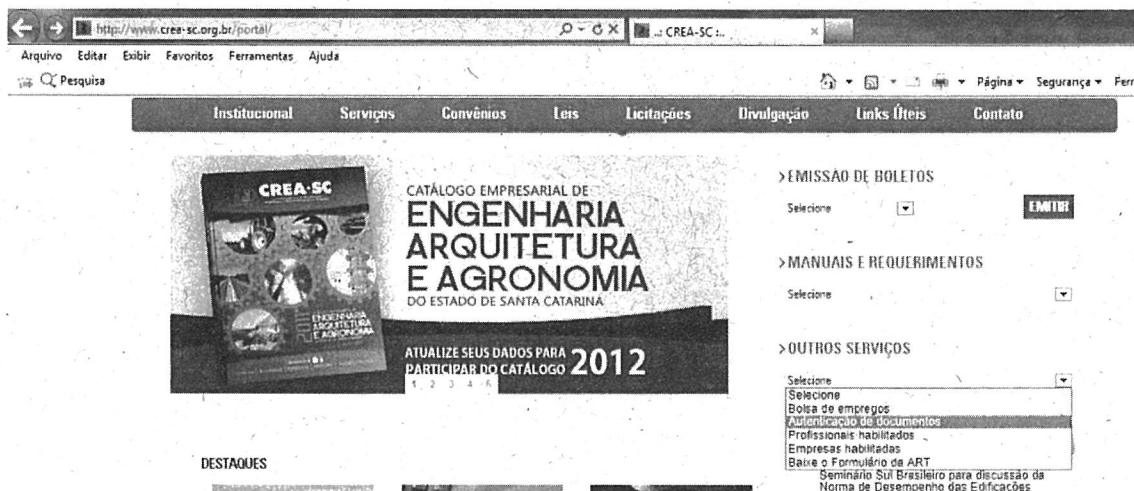 http://www.crea-sc.org.br/portal/
..: CREA-SC :..
Arquivo Editar Exibir Favoritos Ferramentas Ajuda
Pesquisa
Página Segurança Ferr
Institucional Serviços Convênios Leis Licitações Divulgação Links Úteis Contato
CREA-SC
ENGENHARIA
ARQUITETURA
E AGRONOMIA
CATÁLOGO EMPRESARIAL DE
ENGENHARIA
ARQUITETURA
E AGRONOMIA
DO ESTADO DE SANTA CATARINA
ATUALIZE SEUS DADOS PARA
PARTICIPAR DO CATÁLOGO 2012
1 2 3 4 5
DESTAQUES
>EMISSÃO DE BOLETOS
Selecione
EMITIR
>MANUAIS E REQUERIMENTOS
Selecione
>OUTROS SERVIÇOS
Selecione
Selecione
Bolsa de empregos
Autenticação de documentos
Profissionais habilitados
Empresas habilitadas
Baixe o Formulário da ART
Seminário Sul Brasileiro para discussão da
Norma de Desempenho das Edificações